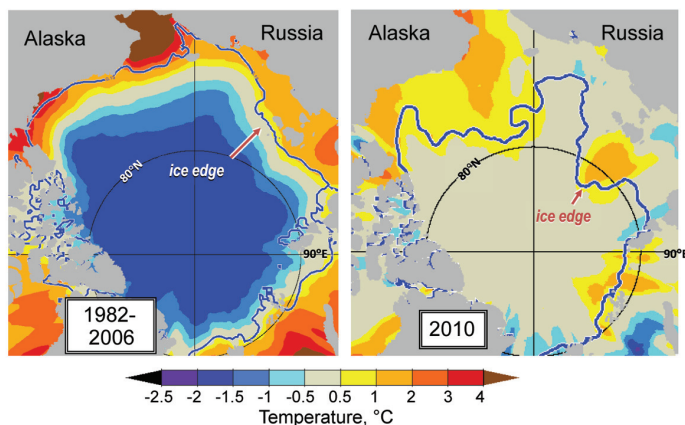 Alaska
Russia
80°N
ice edge
90°E
1982-
2006
Alaska
Russia
80°N
ice edge
90°E
2010
-2.5 -2 -1.5 -1 -0.5 0.5 1 2 3 4
Temperature, °C